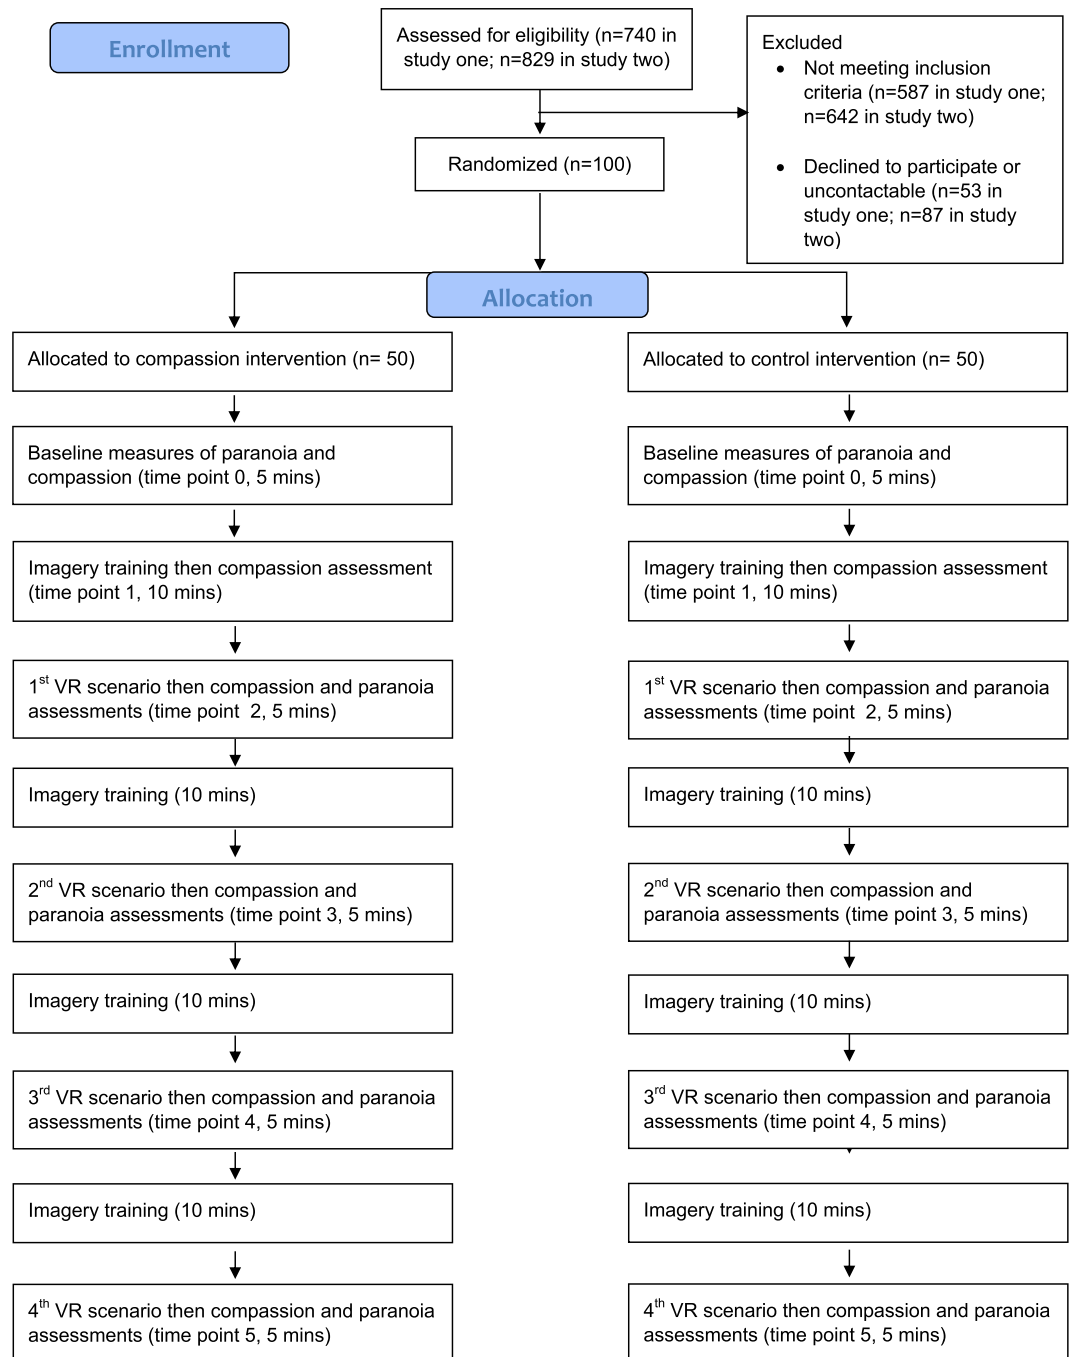 Enrollment
Assessed for eligibility (n=740 in
study one; n=829 in study two)
Excluded
• Not meeting inclusion
criteria (n=587 in study one;
n=642 in study two)
• Declined to participate or
uncontactable (n=53 in
study one; n=87 in study
two)
Randomized (n=100)
Allocation
Allocated to compassion intervention (n= 50)
Baseline measures of paranoia and
compassion (time point 0, 5 mins)
Imagery training then compassion assessment
(time point 1, 10 mins)
1st VR scenario then compassion and paranoia
assessments (time point  2, 5 mins)
Imagery training (10 mins)
2nd VR scenario then compassion and
paranoia assessments (time point 3, 5 mins)
Imagery training (10 mins)
3rd VR scenario then compassion and paranoia
assessments (time point 4, 5 mins)
Imagery training (10 mins)
4th VR scenario then compassion and paranoia
assessments (time point 5, 5 mins)
Allocated to control intervention (n= 50)
Baseline measures of paranoia and
compassion (time point 0, 5 mins)
Imagery training then compassion assessment
(time point 1, 10 mins)
1st VR scenario then compassion and paranoia
assessments (time point  2, 5 mins)
Imagery training (10 mins)
2nd VR scenario then compassion and
paranoia assessments (time point 3, 5 mins)
Imagery training (10 mins)
3rd VR scenario then compassion and paranoia
assessments (time point 4, 5 mins)
Imagery training (10 mins)
4th VR scenario then compassion and paranoia
assessments (time point 5, 5 mins)